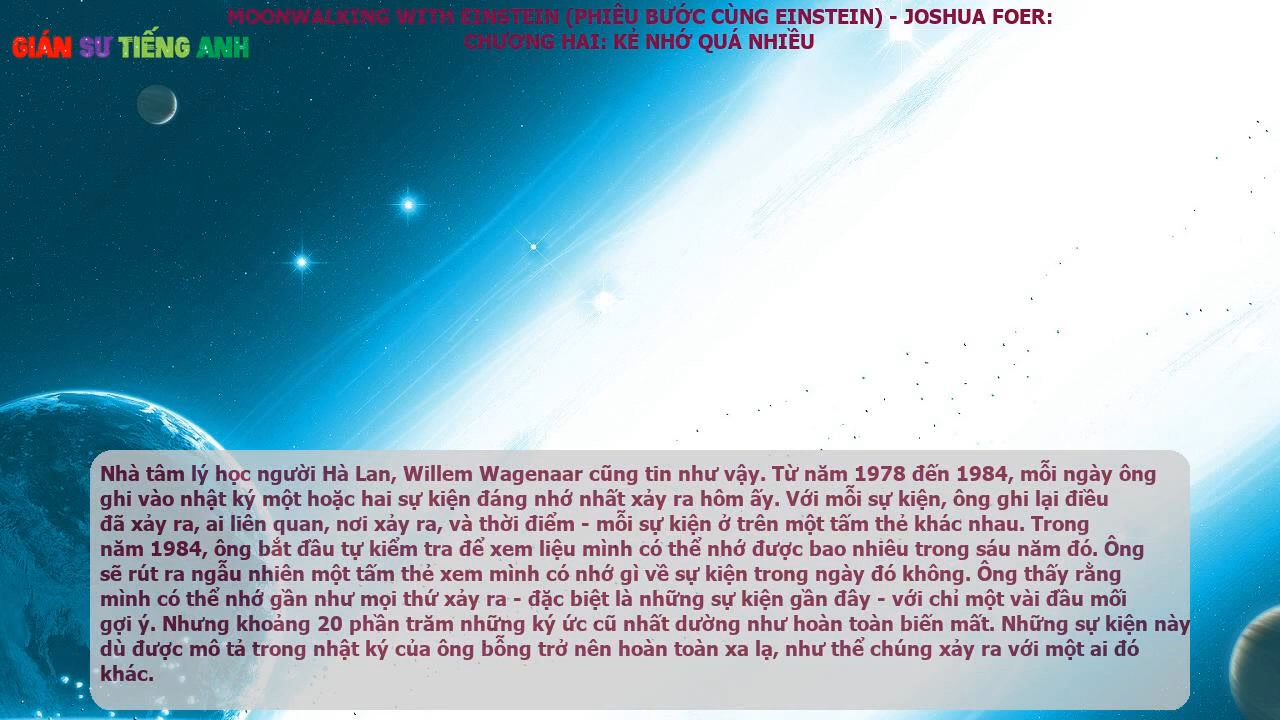 MOONWALKING WITH EINSTEIN (PHIÊU BƯỚC CÙNG EINSTEIN) - JOSHUA FOER:
CHƯƠNG HAI: KẺ NHỚ QUÁ NHIỀU
GIÁN SƯ TIẾNG ANH
Nhà tâm lý học người Hà Lan, Willem Wagenaar cũng tin như vậy. Từ năm 1978 đến 1984, mỗi ngày ông
ghi vào nhật ký một hoặc hai sự kiện đáng nhớ nhất xảy ra hôm ấy. Với mỗi sự kiện, ông ghi lại điều
đã xảy ra, ai liên quan, nơi xảy ra, và thời điểm - mỗi sự kiện ở trên một tấm thẻ khác nhau. Trong
năm 1984, ông bắt đầu tự kiểm tra để xem liệu mình có thể nhớ được bao nhiêu trong sáu năm đó. Ông
sẽ rút ra ngẫu nhiên một tấm thẻ xem mình có nhớ gì về sự kiện trong ngày đó không. Ông thấy rằng
mình có thể nhớ gần như mọi thứ xảy ra - đặc biệt là những sự kiện gần đây - với chỉ một vài đầu mối
gợi ý. Nhưng khoảng 20 phần trăm những ký ức cũ nhất dường như hoàn toàn biến mất. Những sự kiện này
dù được mô tả trong nhật ký của ông bỗng trở nên hoàn toàn xa lạ, như thể chúng xảy ra với một ai đó
khác.